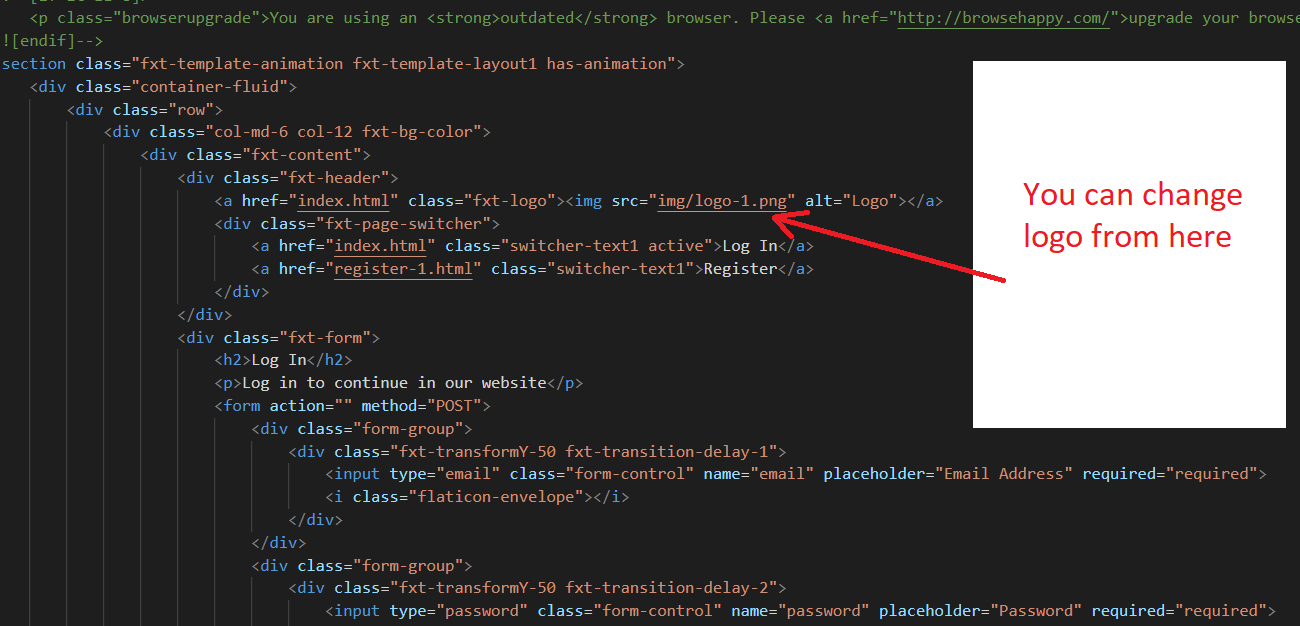 <p class="browserupgrade">You are using an <strong>outdated</strong> browser. Please <a href="http://browsehappy.com/">upgrade your browse
![endif]-->
section class="fxt-template-animation fxt-template-layout1 has-animation">
<div class="container-fluid">
<div class="row">
<div class="col-md-6 col-12 fxt-bg-color">
<div class="fxt-content">
<div class="fxt-header">
<a href="index.html" class="fxt-logo"><img src="img/logo-1.png" alt="Logo"></a>
<div class="fxt-page-switcher">
<a href="index.html" class="switcher-text1 active">Log In</a>
<a href="register-1.html" class="switcher-text1">Register</a>
</div>
</div>
<div class="fxt-form">
<h2>Log In</h2>
<p>Log in to continue in our website</p>
<form action="" method="POST">
<div class="form-group">
<div class="fxt-transformY-50 fxt-transition-delay-1">
<input type="email" class="form-control" name="email" placeholder="Email Address" required="required">
<i class="flaticon-envelope"></i>
</div>
</div>
<div class="form-group">
<div class="fxt-transformY-50 fxt-transition-delay-2">
<input type="password" class="form-control" name="password" placeholder="Password" required="required">
You can change
logo from here